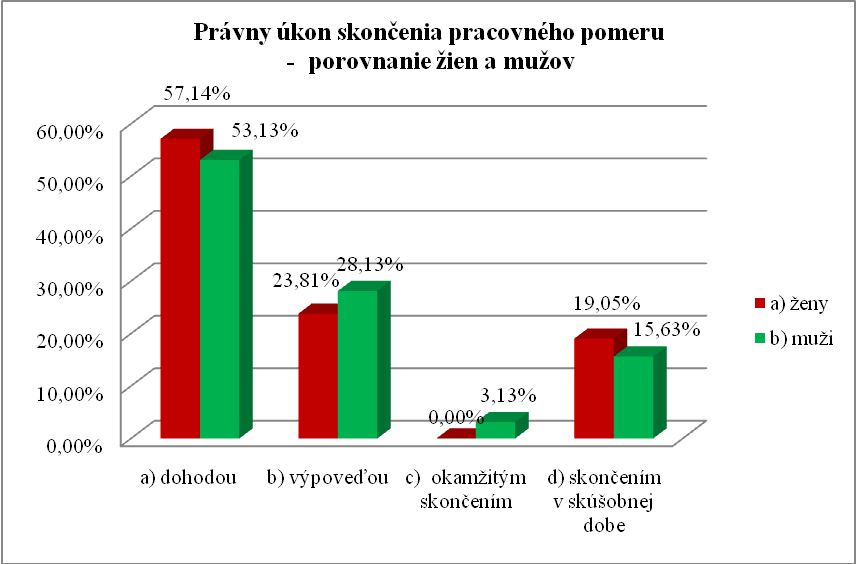 Právny úkon skončenia pracovného pomeru
- porovnanie žien a mužov
57,14%
53,13%
23,81%
28,13%
0,00%
3,13%
19,05%
15,63%
60,00%
50,00%
40,00%
30,00%
20,00%
10,00%
0,00%
a) dohodou
b) výpoveďou
c) okamžitým
skončením
d) skončením
v skúšobnej
dobe
a) ženy
b) muži